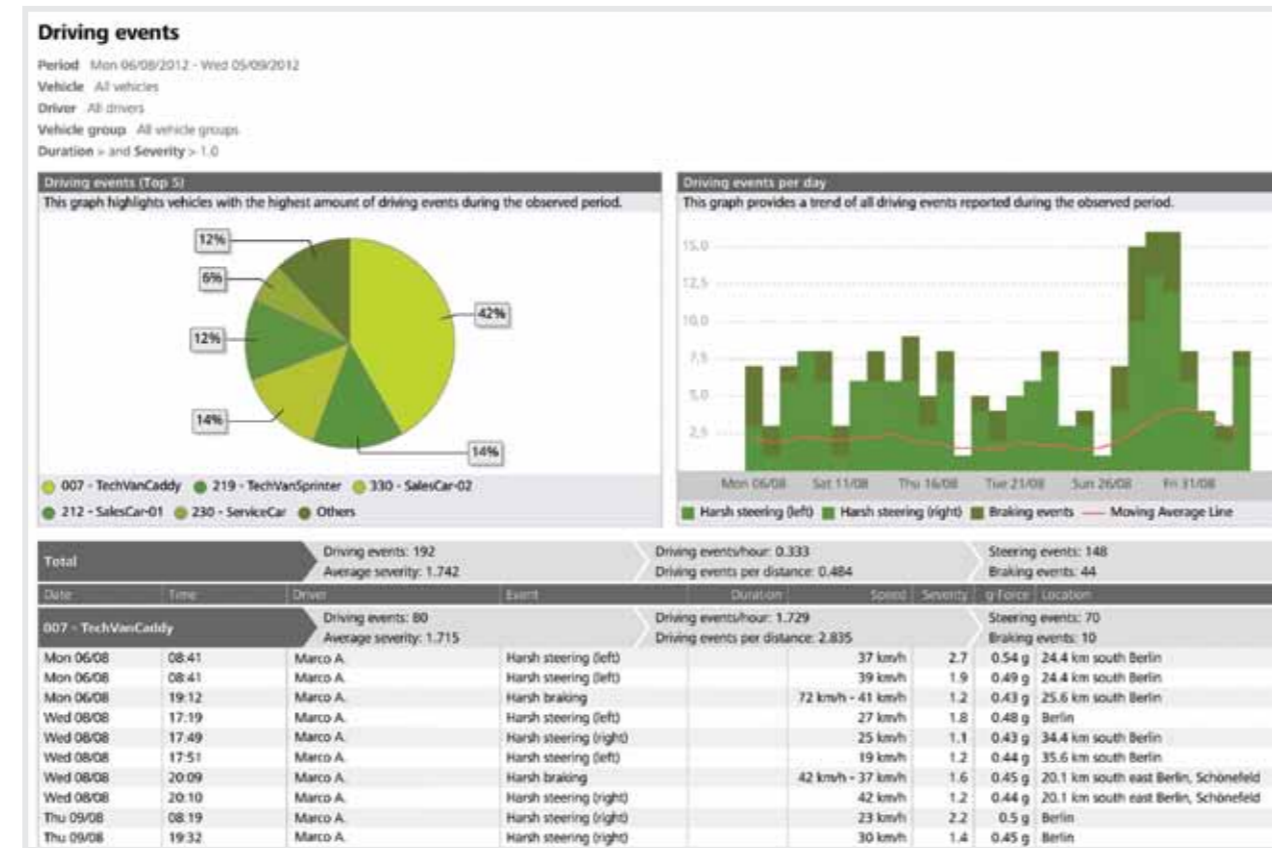 Driving events
Period Mon 06/08/2012 - Wed 05/09/2012
Vehicle All vehicles
Driver All drivers
Vehicle group All vehicle groups
Duration > and Severity > 1.0
Driving events (Top 5)
This graph highlights vehicles with the highest amount of driving events during the observed period.
12%
6%
42%
12%
14%
14%
007 - TechVanCaddy 219 - TechVanSprinter 330 - SalesCar-02
212 - SalesCar-01 230 - ServiceCar Others
Driving events per day
This graph provides a trend of all driving events reported during the observed period.
15,0
12,5
10,0
7,5
5,0
2,5
Mon 06/08 Sat 11/08 Thu 16/08 Tue 21/08 Sun 26/08 Fri 31/08
Harsh steering (left) Harsh steering (right) Braking events Moving Average Line
Total Driving events: 192 Driving events/hour: 0.333 Steering events: 148
Average severity: 1.742 Driving events per distance: 0.484 Braking events: 44
Date Time Driver Event Duration Speed Severity g-Force Location
007 - TechVanCaddy Driving events: 80 Driving events/hour: 1.729 Steering events: 70
Average severity: 1.715 Driving events per distance: 2.835 Braking events: 10
Mon 06/08 08:41 Marco A. Harsh steering (left) 37 km/h 2.7 0.54 g 24.4 km south Berlin
Mon 06/08 08:41 Marco A. Harsh steering (left) 39 km/h 1.9 0.49 g 24.4 km south Berlin
Mon 06/08 19:12 Marco A. Harsh braking 72 km/h - 41 km/h 1.2 0.43 g 25.6 km south Berlin
Wed 08/08 17:19 Marco A. Harsh steering (left) 27 km/h 1.8 0.48 g Berlin
Wed 08/08 17:49 Marco A. Harsh steering (right) 25 km/h 1.1 0.43 g 34.4 km south Berlin
Wed 08/08 17:51 Marco A. Harsh steering (left) 19 km/h 1.2 0.44 g 35.6 km south Berlin
Wed 08/08 20:09 Marco A. Harsh braking 42 km/h - 37 km/h 1.6 0.45 g 20.1 km south east Berlin, Schönefeld
Wed 08/08 20:10 Marco A. Harsh steering (right) 42 km/h 1.2 0.44 g 20.1 km south east Berlin, Schönefeld
Thu 09/08 08:19 Marco A. Harsh steering (right) 23 km/h 2.2 0.5 g Berlin
Thu 09/08 19:32 Marco A. Harsh steering (right) 30 km/h 1.4 0.45 g Berlin